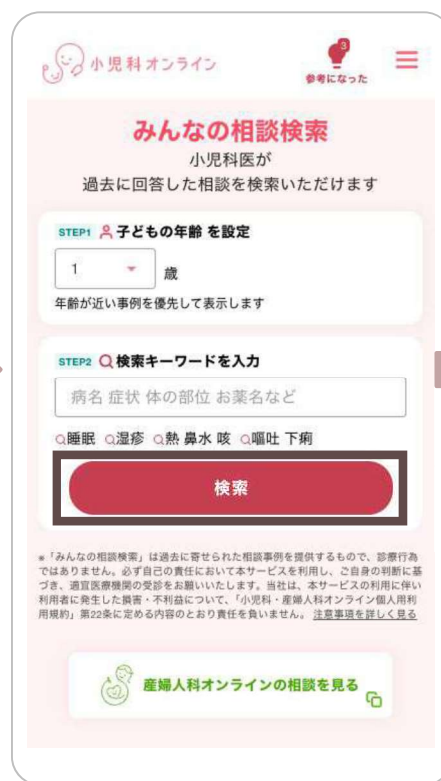 小児科オンライン
3
参考になった
みんなの相談検索
小児科医が
過去に回答した相談を検索いただけます
STEP1 子どもの年齢 を設定
1 歳
年齢が近い事例を優先して表示します
STEP2 検索キーワードを入力
病名 症状 体の部位 お薬名など
睡眠 湿疹 熱 鼻水 咳 嘔吐 下痢
検索
※「みんなの相談検索」は過去に寄せられた相談事例を提供するもので、診療行為
ではありません。必ず自己の責任において本サービスを利用し、ご自身の判断に基
づき、適宜医療機関の受診をお願いいたします。当社は、本サービスの利用に伴い
利用者に発生した損害・不利益について、「小児科・産婦人科オンライン個人用利
用規約」第22条に定める内容のとおり責任を負いません。 注意事項を詳しく見る
産婦人科オンラインの相談を見る